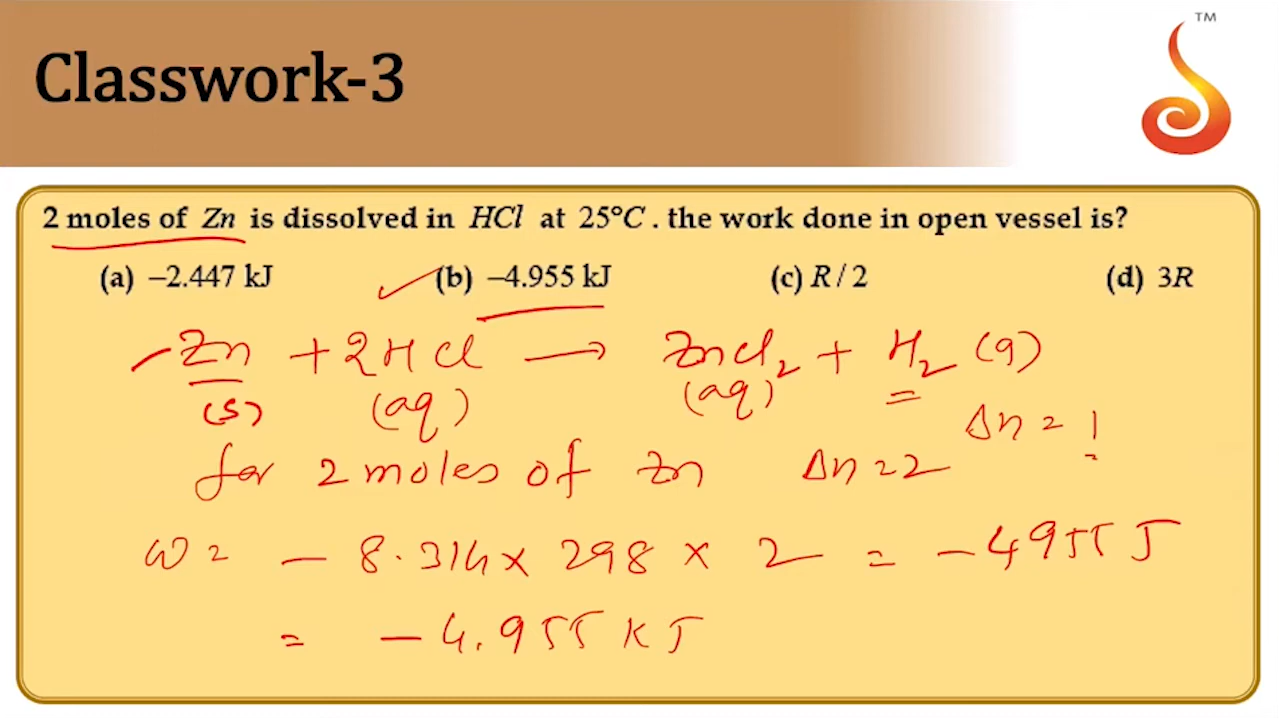 TM
Classwork-3
2 moles of Zn is dissolved in HCl at 25°C . the work done in open vessel is?
(a) –2.447 kJ (b) –4.955 kJ (c) R/2 (d) 3R
Zn + 2HCl → ZnCl₂ + H₂ (g)
(s) (aq) (aq)
Δn = 1
for 2 moles of Zn Δn = 2
W = – 8.314 × 298 × 2 = – 4955 J
= – 4.955 kJ